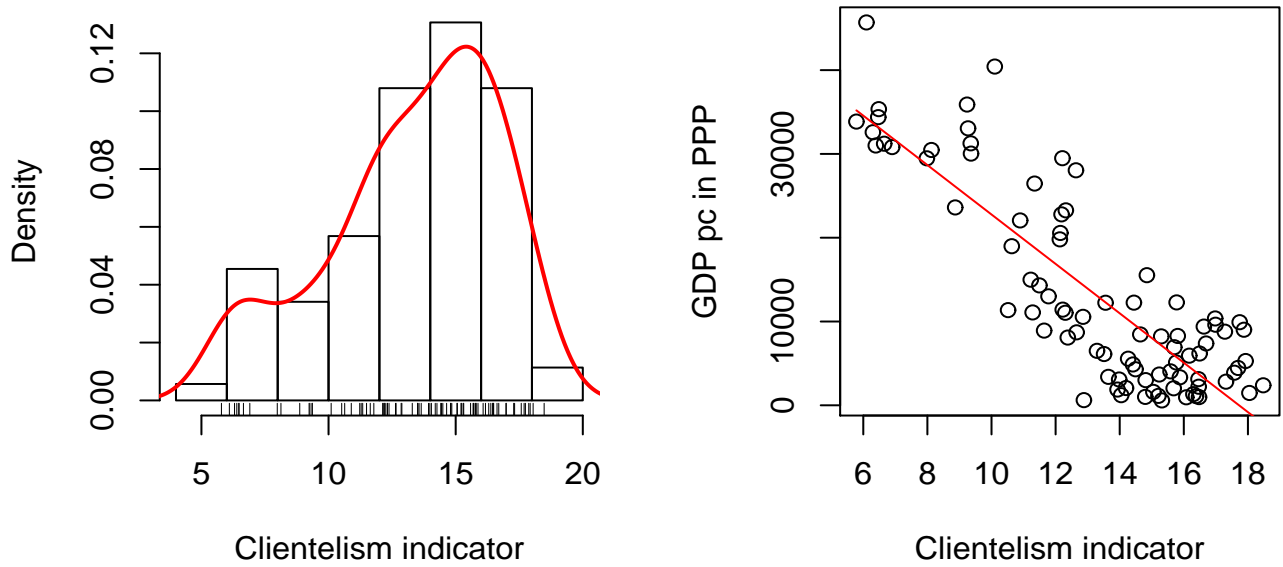 Density
0.00 0.04 0.08 0.12
5 10 15 20
Clientelism indicator
GDP pc in PPP
0 10000 30000
6 8 10 12 14 16 18
Clientelism indicator